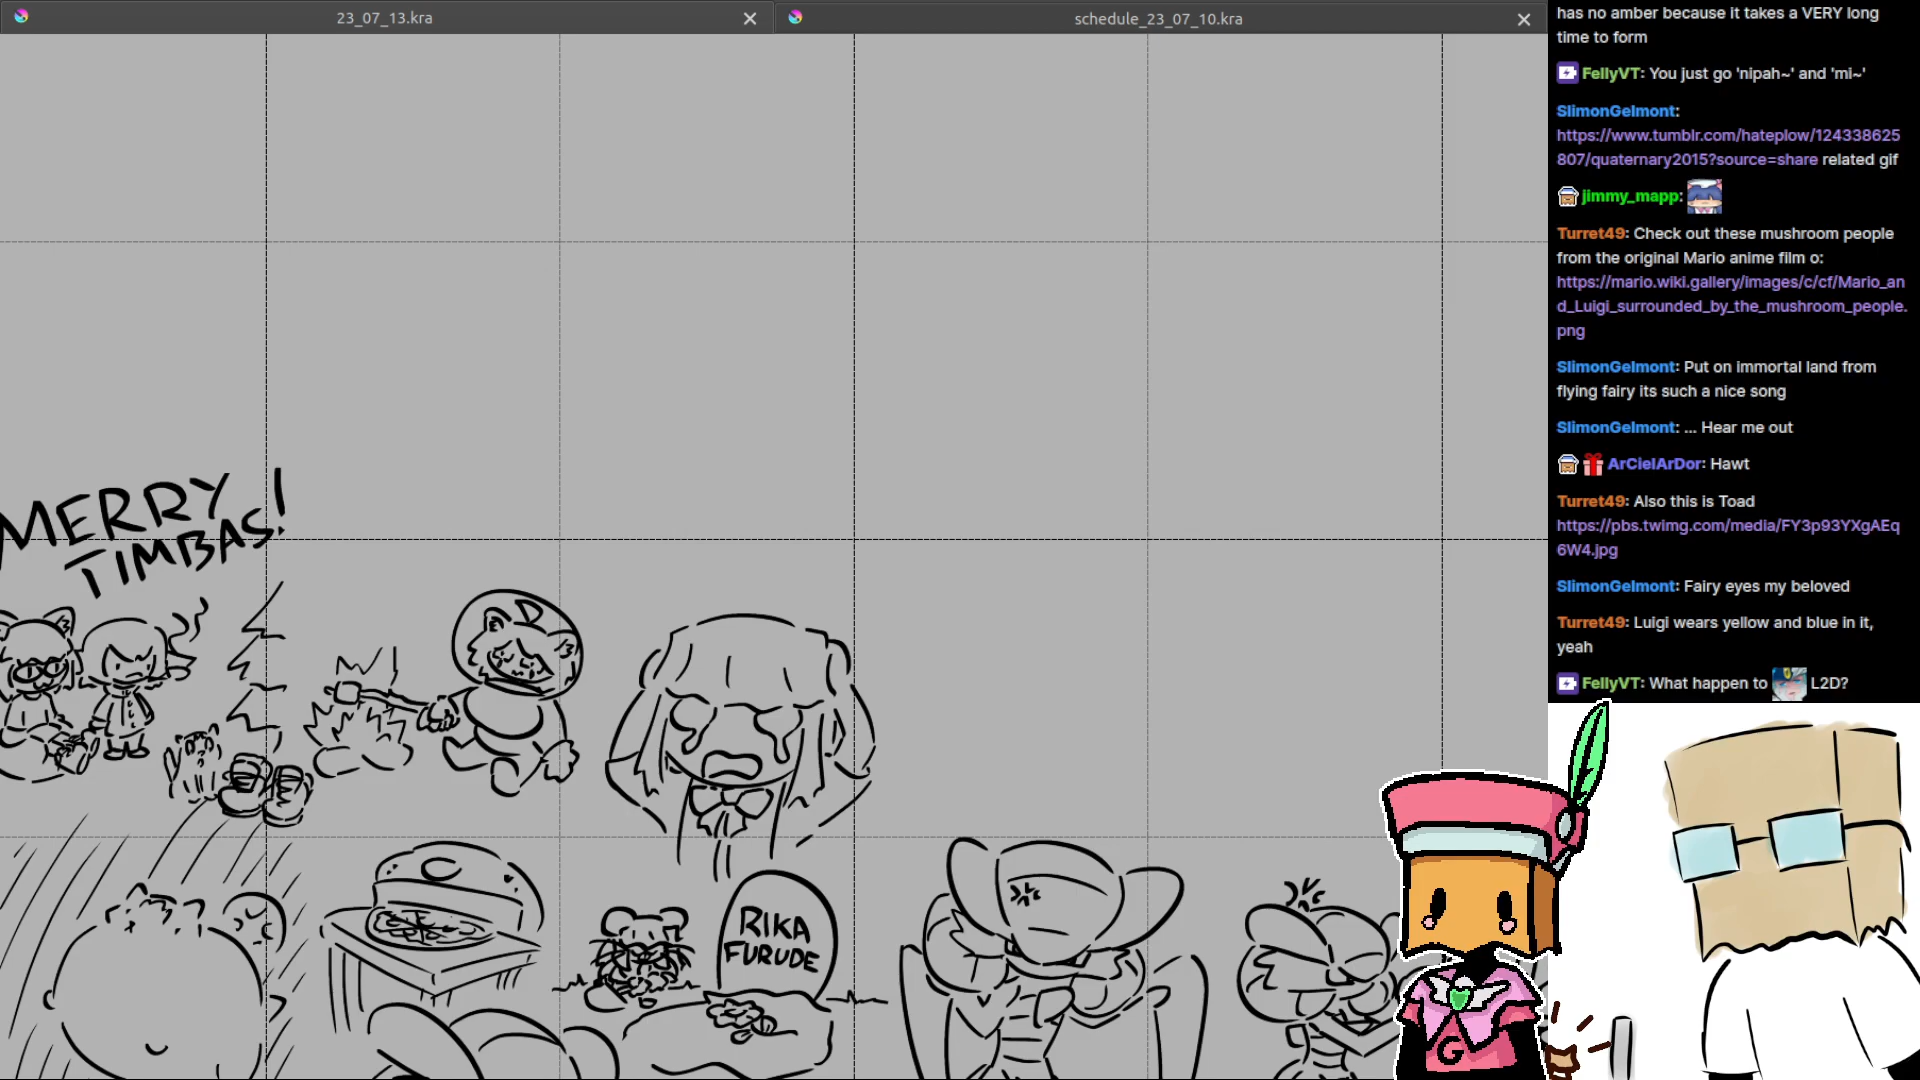 23_07_13.kra
schedule_23_07_10.kra
has no amber because it takes a VERY long
time to form
FellyVT: You just go 'nipah~' and 'mi~'
SlimonGelmont:
https://www.tumblr.com/hateplow/124338625
807/quaternary2015?source=share related gif
jimmy_mapp:
Turret49: Check out these mushroom people
from the original Mario anime film o:
https://mario.wiki.gallery/images/c/cf/Mario_an
d_Luigi_surrounded_by_the_mushroom_people.
png
SlimonGelmont: Put on immortal land from
flying fairy its such a nice song
SlimonGelmont: ... Hear me out
ArCielArDor: Hawt
Turret49: Also this is Toad
https://pbs.twimg.com/media/FY3p93YXgAEq
6W4.jpg
SlimonGelmont: Fairy eyes my beloved
Turret49: Luigi wears yellow and blue in it,
yeah
FellyVT: What happen to L2D?
MERRY
TIMBAS!
D
RIKA
FURUDE
G